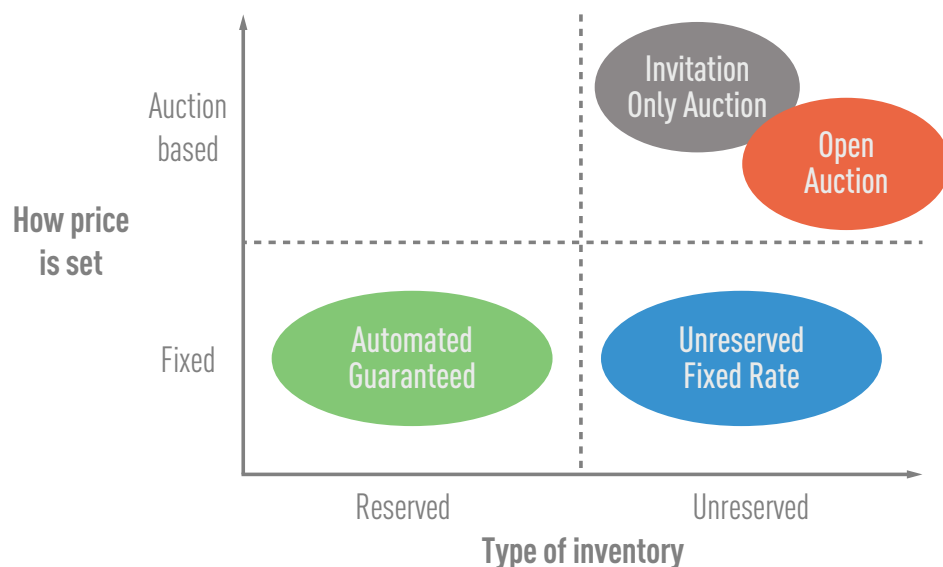 Invitation
Only Auction
Auction
based
Open
Auction
How price
is set
Automated
Guaranteed
Unreserved
Fixed Rate
Fixed
Reserved
Unreserved
Type of inventory